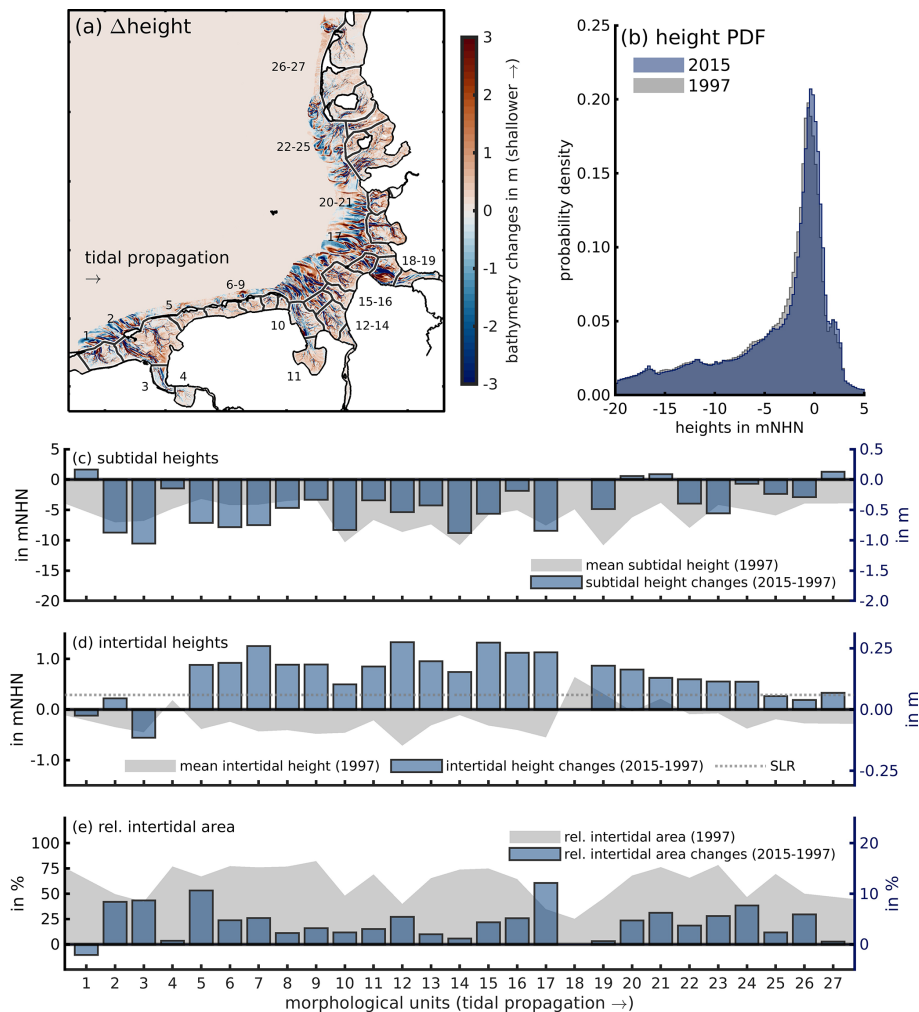 (a) Δheight
26-27
22-25
20-21
17
tidal propagation
→
18-19
6-9
5
2
1
15-16
10
12-14
11
3
4
3
2
1
0
-1
-2
-3
bathymetry changes in m (shallower →)
(b) height PDF
2015
1997
0.25
0.20
0.15
0.10
0.05
0.00
probability density
-20 -15 -10 -5 0 5
heights in mNHN
(c) subtidal heights
5
0
-5
-10
-15
-20
in mNHN
0.5
0.0
-0.5
-1.0
-1.5
-2.0
in m
mean subtidal height (1997)
subtidal height changes (2015-1997)
(d) intertidal heights
1.0
0.0
-1.0
in mNHN
0.25
0.00
-0.25
in m
mean intertidal height (1997) intertidal height changes (2015-1997) SLR
(e) rel. intertidal area
100
75
50
25
0
in %
20
10
0
in %
rel. intertidal area (1997)
rel. intertidal area changes (2015-1997)
1 2 3 4 5 6 7 8 9 10 11 12 13 14 15 16 17 18 19 20 21 22 23 24 25 26 27
morphological units (tidal propagation →)